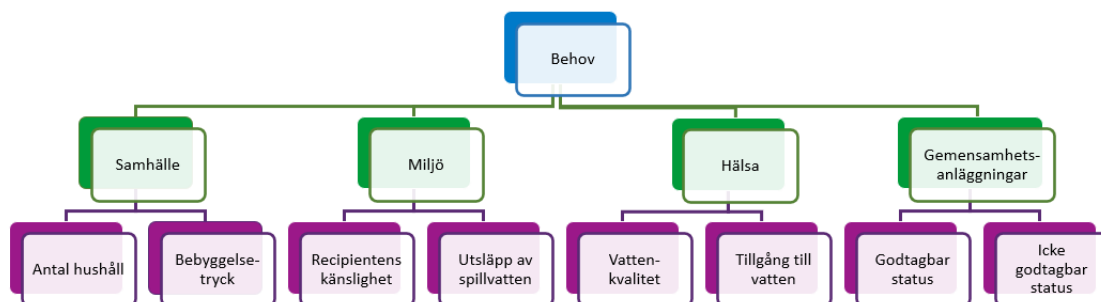 Behov
Samhälle
Miljö
Hälsa
Gemensamhets-
anläggningar
Antal hushåll
Bebyggelse-
tryck
Recipientens
känslighet
Utsläpp av
spillvatten
Vatten-
kvalitet
Tillgång till
vatten
Godtagbar
status
Icke
godtagbar
status